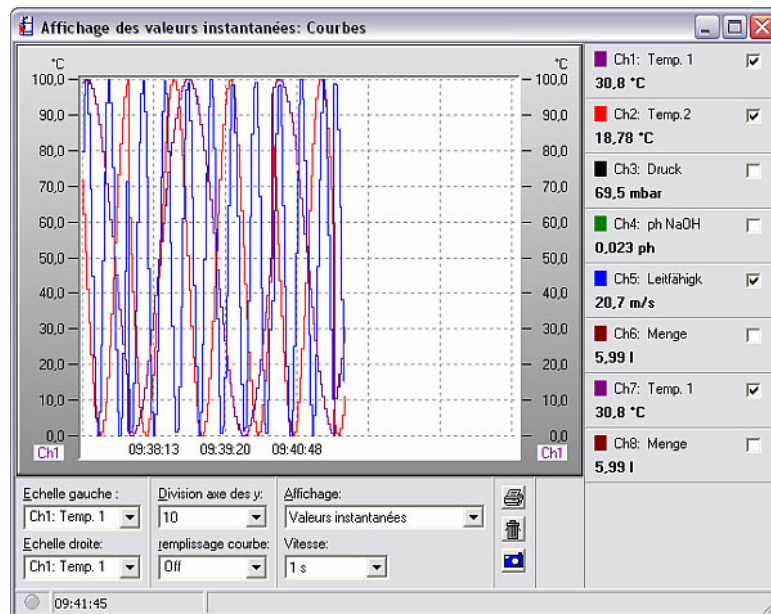 Affichage des valeurs instantanées: Courbes
°C °C
100,0 100,0
90,0 90,0
80,0 80,0
70,0 70,0
60,0 60,0
50,0 50,0
40,0 40,0
30,0 30,0
20,0 20,0
10,0 10,0
0,0 0,0
Ch1 09:38:13 09:39:20 09:40:48 Ch1
Ch1: Temp. 1
30,8 °C
Ch2: Temp.2
18,78 °C
Ch3: Druck
69,5 mbar
Ch4: ph NaOH
0,023 ph
Ch5: Leitfähigk
20,7 m/s
Ch6: Menge
5,99 l
Ch7: Temp. 1
30,8 °C
Ch8: Menge
5,99 l
Echelle gauche : Division axe des y: Affichage:
Ch1: Temp. 1 10 Valeurs instantanées
Echelle droite: remplissage courbe: Vitesse:
Ch1: Temp. 1 Off 1 s
09:41:45